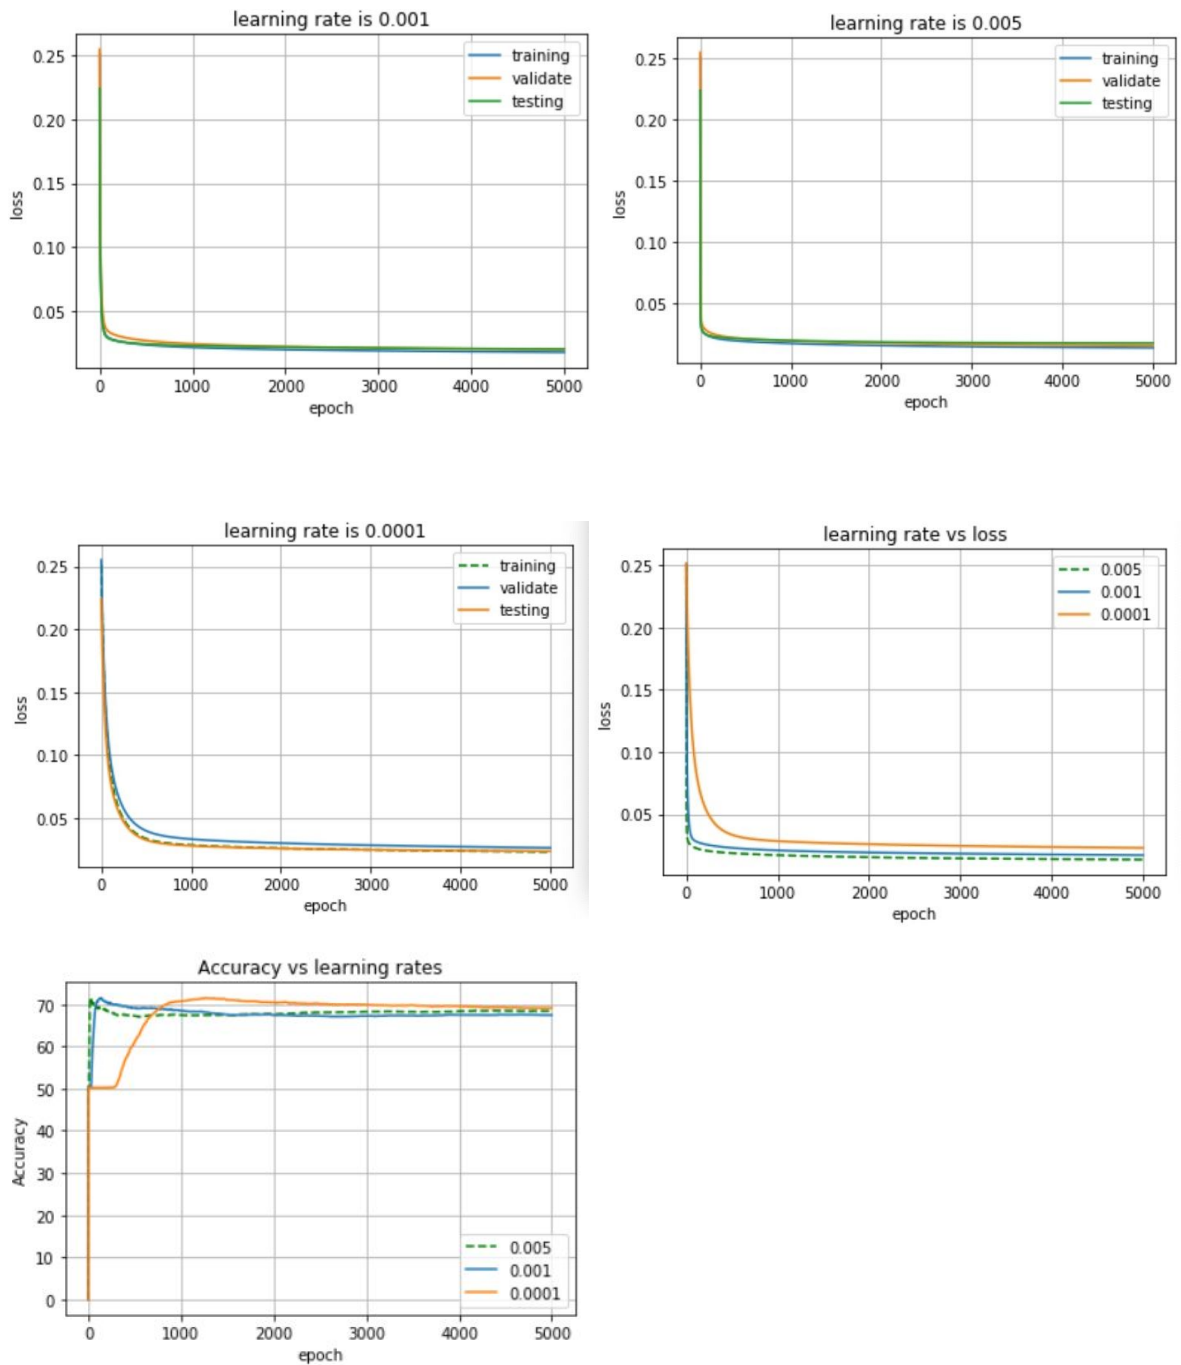 learning rate is 0.001
0.25
0.20
0.15
0.10
0.05
loss
training
validate
testing
0 1000 2000 3000 4000 5000
epoch
learning rate is 0.005
0.25
0.20
0.15
0.10
0.05
loss
training
validate
testing
0 1000 2000 3000 4000 5000
epoch
learning rate is 0.0001
0.25
0.20
0.15
0.10
0.05
loss
training
validate
testing
0 1000 2000 3000 4000 5000
epoch
learning rate vs loss
0.25
0.20
0.15
0.10
0.05
loss
0.005
0.001
0.0001
0 1000 2000 3000 4000 5000
epoch
Accuracy vs learning rates
70
60
50
40
30
20
10
0
Accuracy
0.005
0.001
0.0001
0 1000 2000 3000 4000 5000
epoch